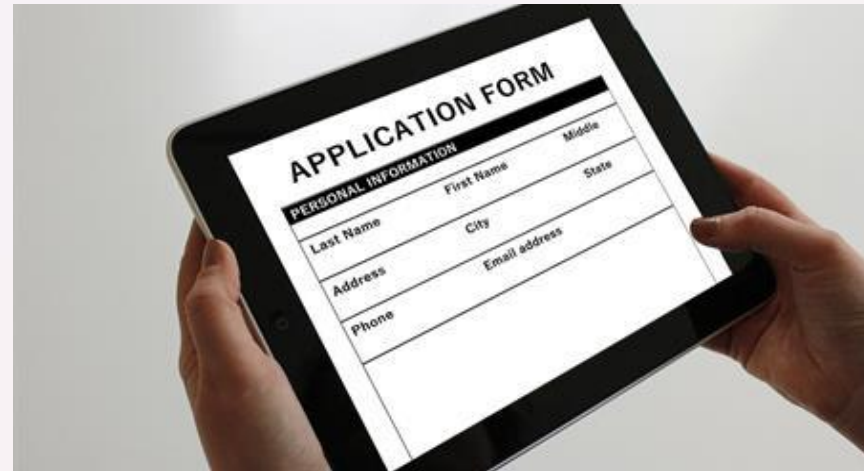 APPLICATION FORM
PERSONAL INFORMATION
Last Name First Name Middle
Address City State
Phone Email address